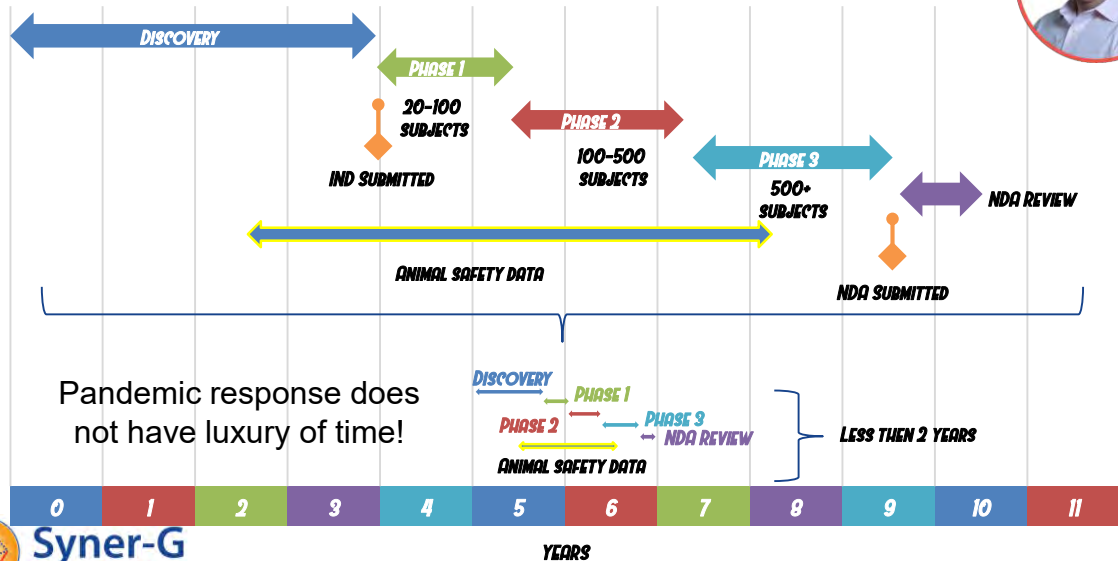 DISCOVERY
PHASE 1
20-100
SUBJECTS
PHASE 2
100-500
SUBJECTS
PHASE 3
500+
SUBJECTS
IND SUBMITTED
NDA REVIEW
ANIMAL SAFETY DATA
NDA SUBMITTED
Pandemic response does
not have luxury of time!
DISCOVERY
PHASE 1
PHASE 2
PHASE 3
NDA REVIEW
ANIMAL SAFETY DATA
LESS THEN 2 YEARS
0 1 2 3 4 5 6 7 8 9 10 11
Syner-G
YEARS